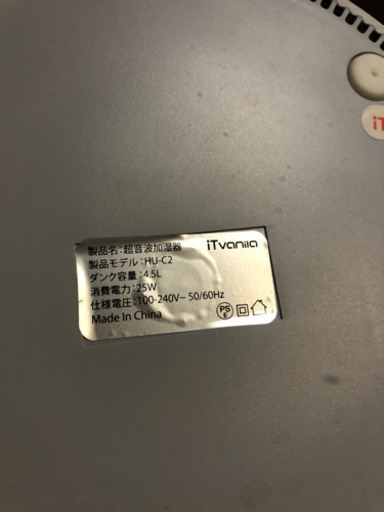 製品名:超音波加湿器
iTvanila
製品モデル:HU-C2
ダンク容量:4.5L
消費電力:25W
仕様電圧:100-240V~ 50/60Hz
Made In China
PS
E
iT